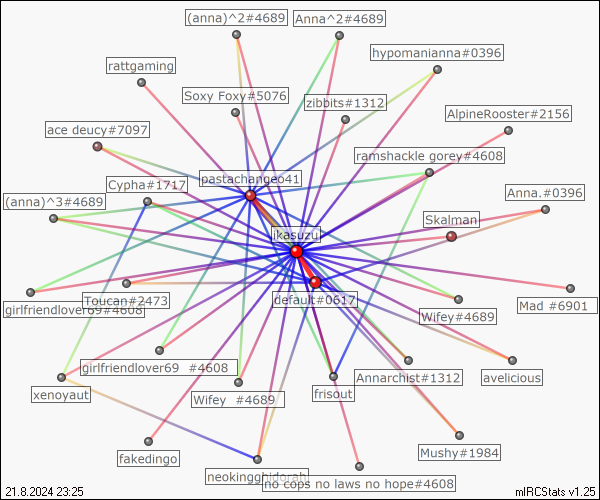 (anna)^2#4689
Anna^2#4689
hypomanianna#0396
rattgaming
Soxy Foxy#5076
zibbits#1312
AlpineRooster#2156
ace deucy#7097
ramshackle gorey#4608
pastachangeo41
Cypha#1717
Anna.#0396
(anna)^3#4689
Skalman
ikasuzu
girlfriendlover69#4608
Toucan#2473
default#0617
Mad #6901
Wifey#4689
girlfriendlover69 #4608
Annarchist#1312
avelicious
xenoyaut
Wifey #4689
frisout
fakedingo
Mushy#1984
neokingghidorah
no cops no laws no hope#4608
21.8.2024 23:25
mIRCStats v1.25